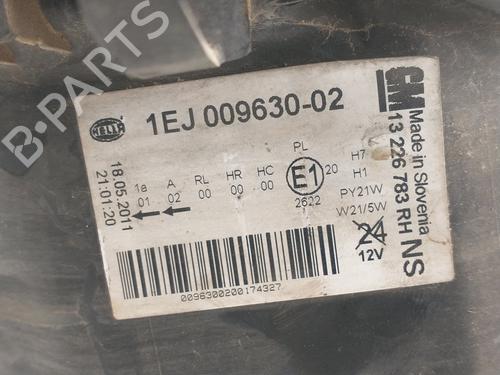 B-PARTS
HELLA
1EJ 009630-02
GM
Made in Slovenia
13 226 783 RH NS
18.05.2011
21:01:20
1a A RL HR HC PL
01 02 00 00 00 E1 20
2622
H7
H1
PY21W
W21/5W
24
12V
0096300200174327